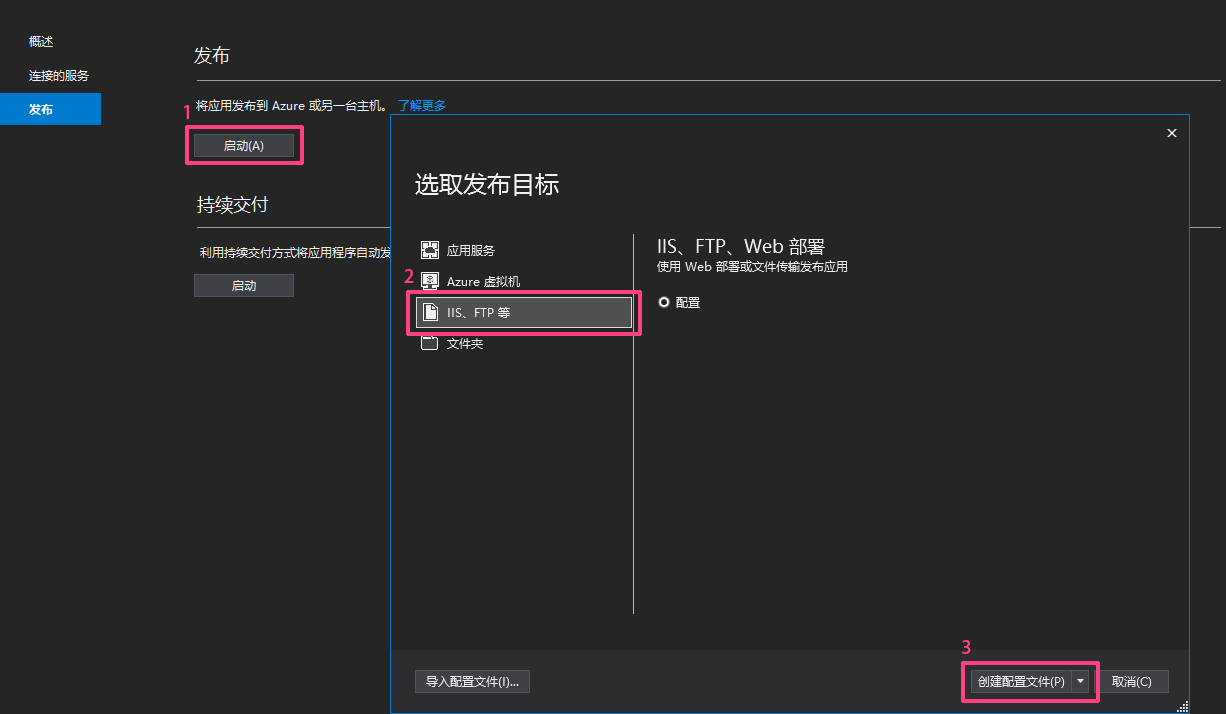 概述
连接的服务
发布
发布
将应用发布到 Azure 或另一台主机。 了解更多
1
启动(A)
持续交付
利用持续交付方式将应用程序自动发
启动
选取发布目标
应用服务
Azure 虚拟机
2
IIS、FTP 等
文件夹
IIS、FTP、Web 部署
使用 Web 部署或文件传输发布应用
配置
导入配置文件(I)...
3
创建配置文件(P)
取消(C)